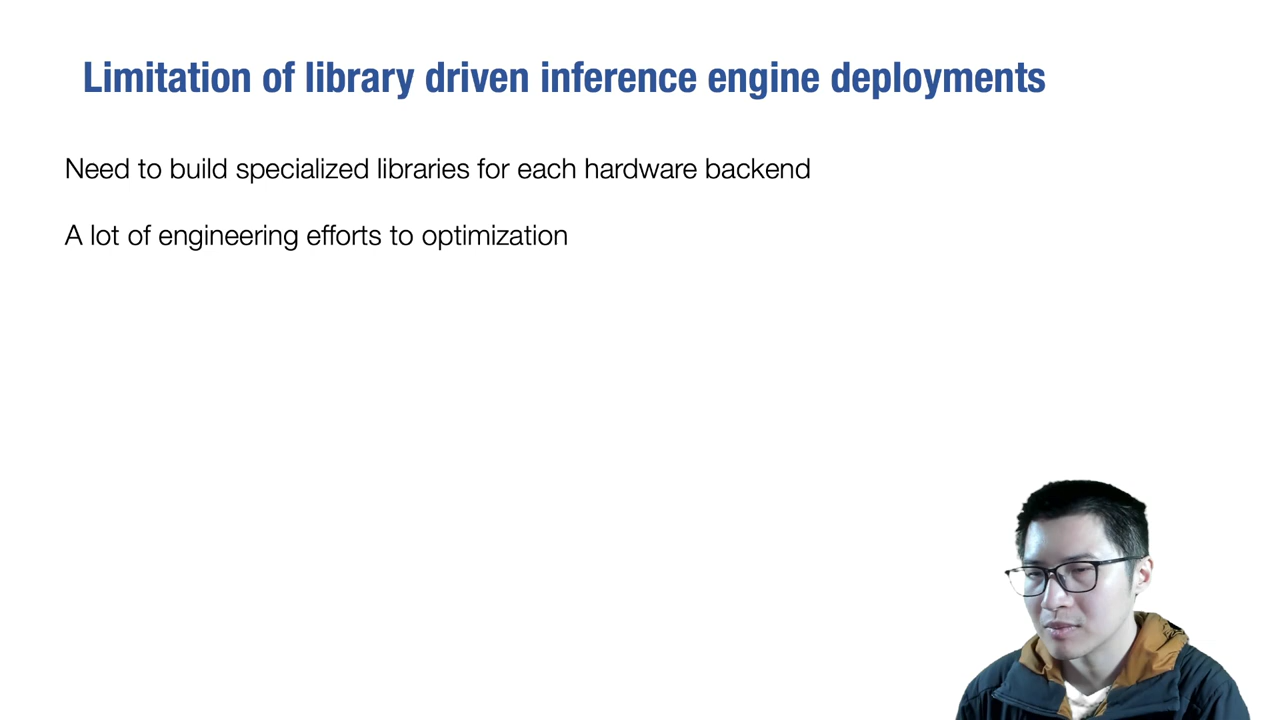 Limitation of library driven inference engine deployments
Need to build specialized libraries for each hardware backend
A lot of engineering efforts to optimization